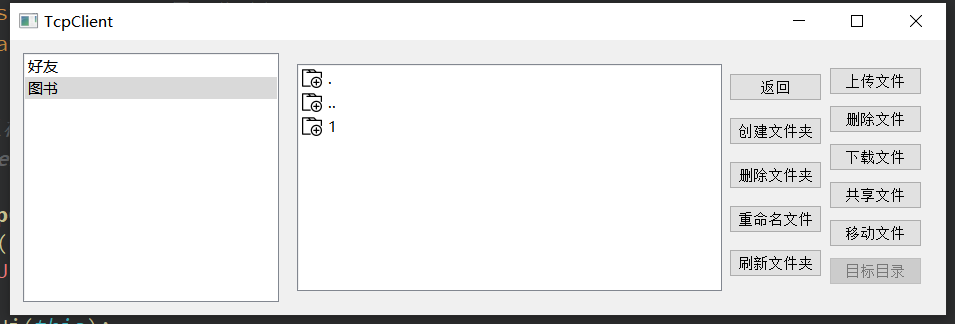 TcpClient
好友
图书
.
..
1
返回
创建文件夹
删除文件夹
重命名文件
刷新文件夹
上传文件
删除文件
下载文件
共享文件
移动文件
目标目录